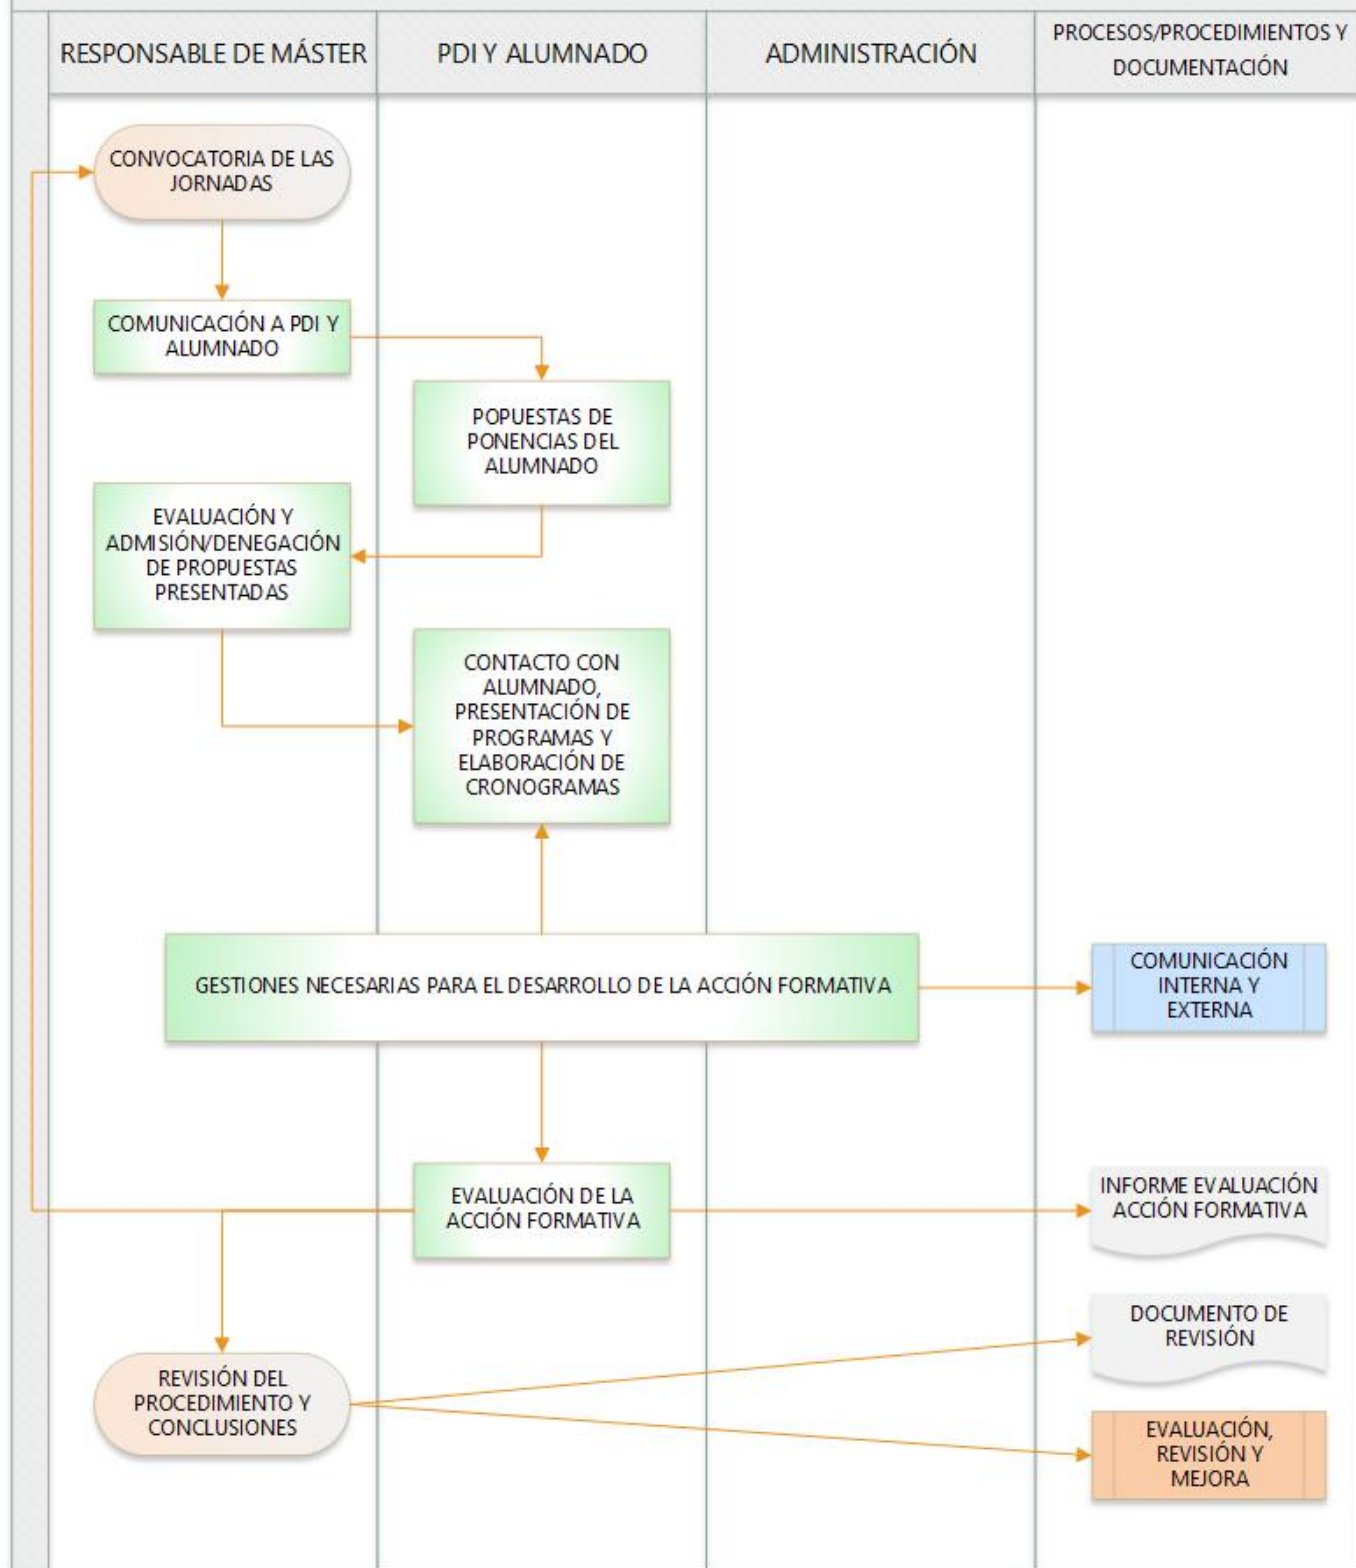 RESPONSABLE DE MÁSTER
PDI Y ALUMNADO
ADMINISTRACIÓN
PROCESOS/PROCEDIMIENTOS Y
DOCUMENTACIÓN
CONVOCATORIA DE LAS
JORNADAS
COMUNICACIÓN A PDI Y
ALUMNADO
POPUESTAS DE
PONENCIAS DEL
ALUMNADO
EVALUACIÓN Y
ADMISIÓN/DENEGACIÓN
DE PROPUESTAS
PRESENTADAS
CONTACTO CON
ALUMNADO,
PRESENTACIÓN DE
PROGRAMAS Y
ELABORACIÓN DE
CRONOGRAMAS
GESTIONES NECESARIAS PARA EL DESARROLLO DE LA ACCIÓN FORMATIVA
COMUNICACIÓN
INTERNA Y
EXTERNA
EVALUACIÓN DE LA
ACCIÓN FORMATIVA
INFORME EVALUACIÓN
ACCIÓN FORMATIVA
DOCUMENTO DE
REVISIÓN
REVISIÓN DEL
PROCEDIMIENTO Y
CONCLUSIONES
EVALUACIÓN,
REVISIÓN Y
MEJORA